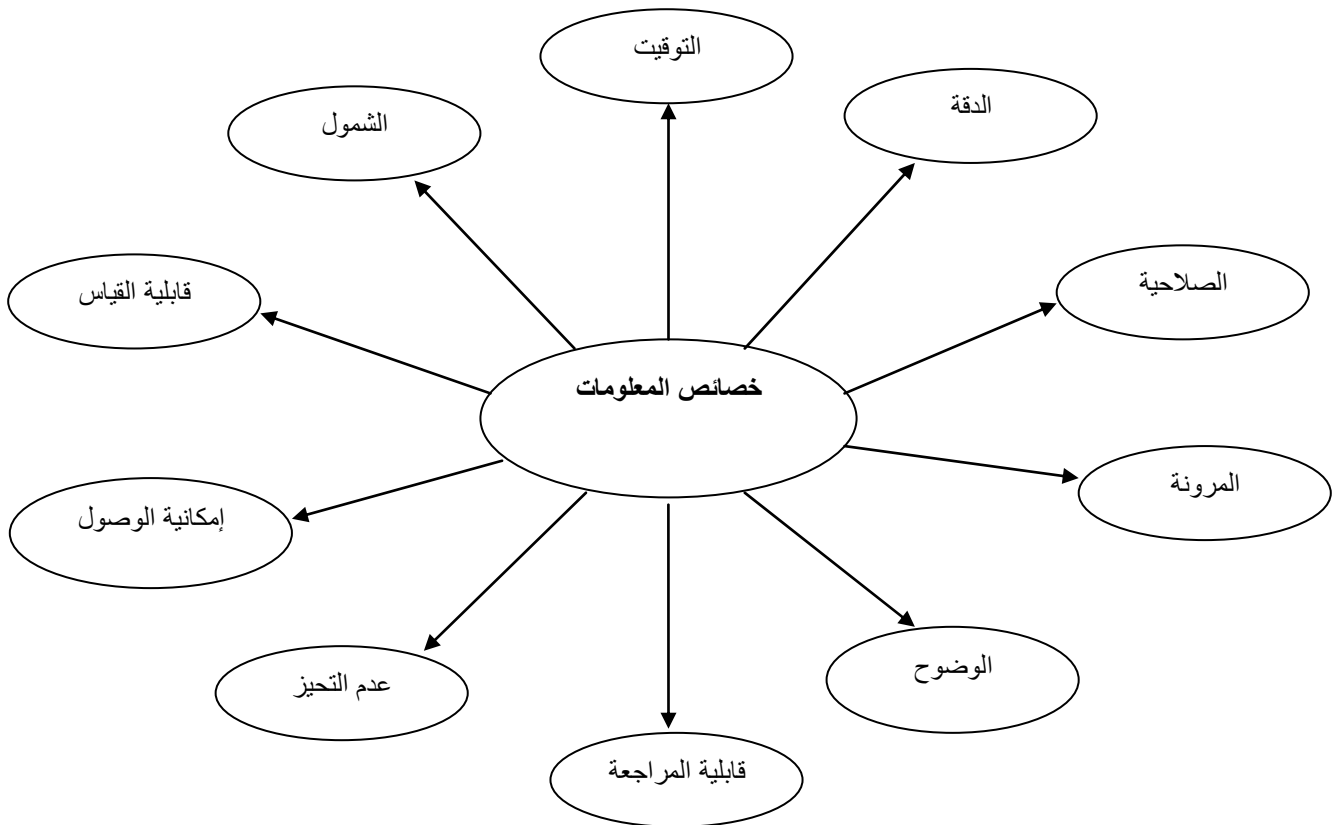 التوقيت
الدقة
الشمول
الصلاحية
قابلية القياس
خصائص المعلومات
المرونة
إمكانية الوصول
الوضوح
عدم التحيز
قابلية المراجعة